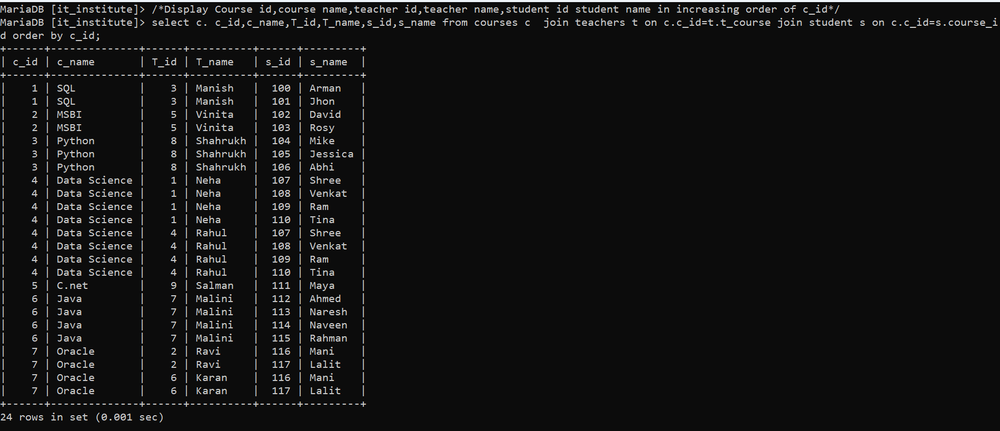 MariaDB [it_institute]> /*Display Course id,course name,teacher id,teacher name,student id student name in increasing order of c_id*/
MariaDB [it_institute]> select c. c_id,c_name,T_id,T_name,s_id,s_name from courses c  join teachers t on c.c_id=t.t_course join student s on c.c_id=s.course_i
d order by c_id;
+------+--------------+------+----------+------+---------+
| c_id | c_name       | T_id | T_name   | s_id | s_name  |
+------+--------------+------+----------+------+---------+
|    1 | SQL          |    3 | Manish   |  100 | Arman   |
|    1 | SQL          |    3 | Manish   |  101 | Jhon    |
|    2 | MSBI         |    5 | Vinita   |  102 | David   |
|    2 | MSBI         |    5 | Vinita   |  103 | Rosy    |
|    3 | Python       |    8 | Shahrukh |  104 | Mike    |
|    3 | Python       |    8 | Shahrukh |  105 | Jessica |
|    3 | Python       |    8 | Shahrukh |  106 | Abhi    |
|    4 | Data Science |    1 | Neha     |  107 | Shree   |
|    4 | Data Science |    1 | Neha     |  108 | Venkat  |
|    4 | Data Science |    1 | Neha     |  109 | Ram     |
|    4 | Data Science |    1 | Neha     |  110 | Tina    |
|    4 | Data Science |    4 | Rahul    |  107 | Shree   |
|    4 | Data Science |    4 | Rahul    |  108 | Venkat  |
|    4 | Data Science |    4 | Rahul    |  109 | Ram     |
|    4 | Data Science |    4 | Rahul    |  110 | Tina    |
|    5 | C.net        |    9 | Salman   |  111 | Maya    |
|    6 | Java         |    7 | Malini   |  112 | Ahmed   |
|    6 | Java         |    7 | Malini   |  113 | Naresh  |
|    6 | Java         |    7 | Malini   |  114 | Naveen  |
|    6 | Java         |    7 | Malini   |  115 | Rahman  |
|    7 | Oracle       |    2 | Ravi     |  116 | Mani    |
|    7 | Oracle       |    2 | Ravi     |  117 | Lalit   |
|    7 | Oracle       |    6 | Karan    |  116 | Mani    |
|    7 | Oracle       |    6 | Karan    |  117 | Lalit   |
+------+--------------+------+----------+------+---------+
24 rows in set (0.001 sec)